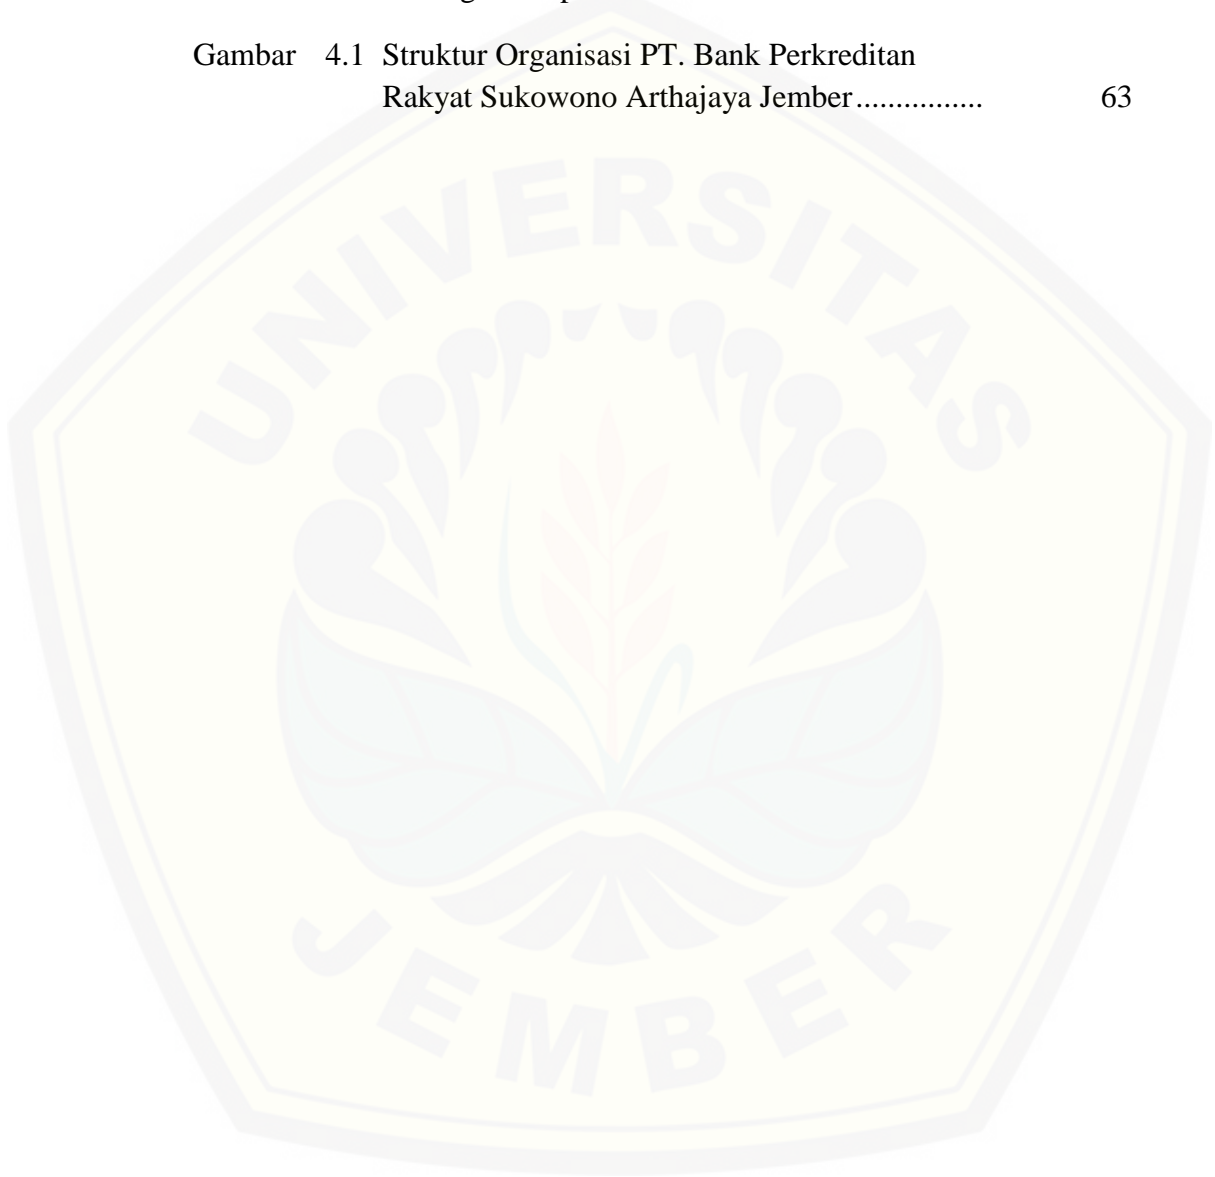 Gambar 4.1 Struktur Organisasi PT. Bank Perkreditan
Rakyat Sukowono Arthajaya Jember................ 63
UNIVERSITAS
JEMBER